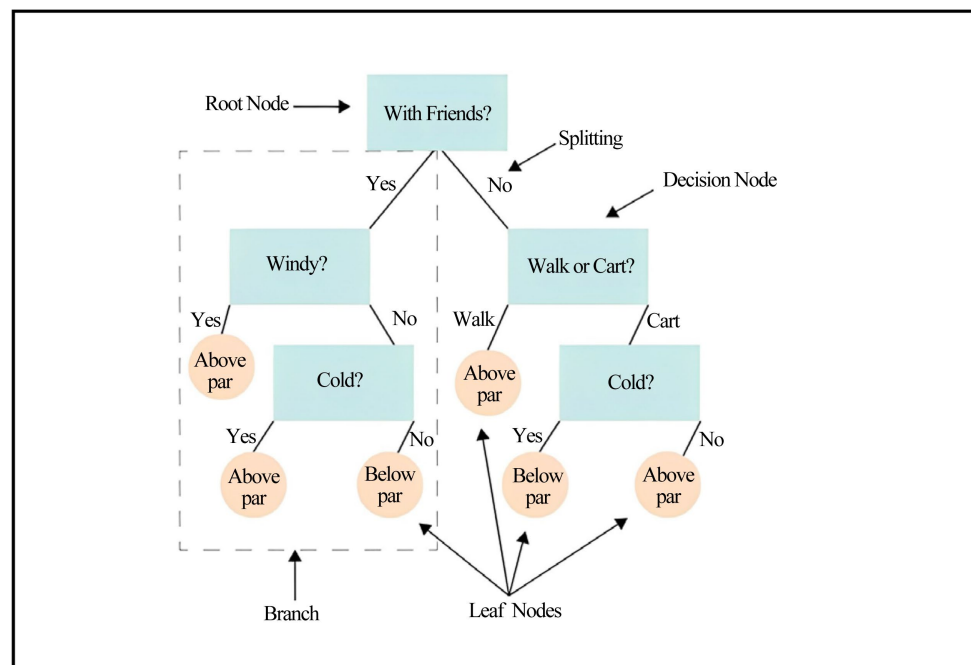 Root Node
With Friends?
Splitting
Yes
No
Decision Node
Windy?
Walk or Cart?
Yes
No
Walk
Cart
Above
par
Cold?
Above
par
Cold?
Yes
No
Yes
No
Above
par
Below
par
Below
par
Above
par
Branch
Leaf Nodes